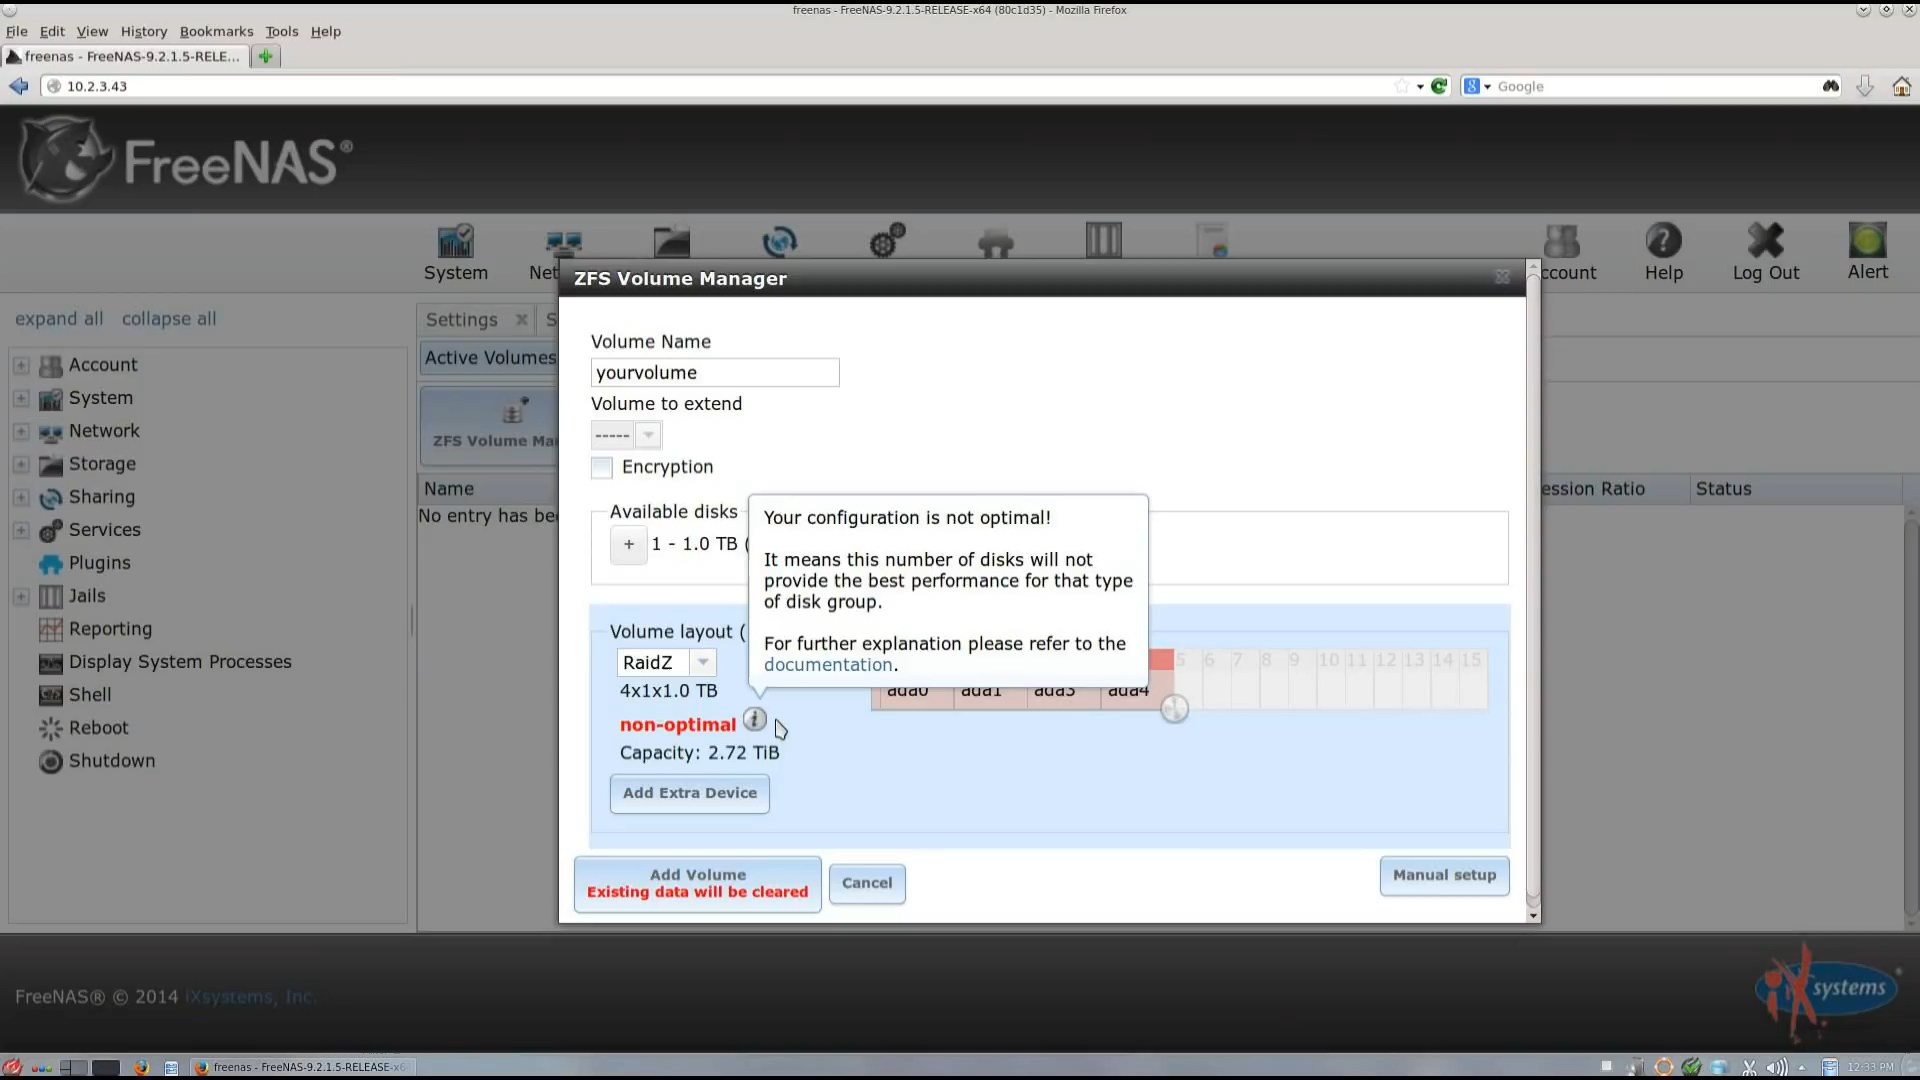 freenas - FreeNAS-9.2.1.5-RELEASE-x64 (80c1d35) - Mozilla Firefox
File Edit View History Bookmarks Tools Help
freenas - FreeNAS-9.2.1.5-RELE...
10.2.3.43
Google
FreeNAS®
System
Net
ccount
Help
Log Out
Alert
ZFS Volume Manager
expand all collapse all
Settings
S
Account
System
Network
Storage
Sharing
Services
Plugins
Jails
Reporting
Display System Processes
Shell
Reboot
Shutdown
Active Volumes
ZFS Volume Ma
Name
ession Ratio
Status
No entry has bee
Volume Name
yourvolume
Volume to extend
-----
Encryption
Available disks
+ 1 - 1.0 TB (
Your configuration is not optimal!
It means this number of disks will not
provide the best performance for that type
of disk group.
For further explanation please refer to the
documentation.
Volume layout (
RaidZ
4x1x1.0 TB
non-optimal
Capacity: 2.72 TiB
5 6 7 8 9 10 11 12 13 14 15
ada0 ada1 ada3 ada4
Add Extra Device
Add Volume
Existing data will be cleared
Cancel
Manual setup
FreeNAS® © 2014 iXsystems, Inc.
iXsystems
freenas - FreeNAS-9.2.1.5-RELEASE-x6
12:33 PM